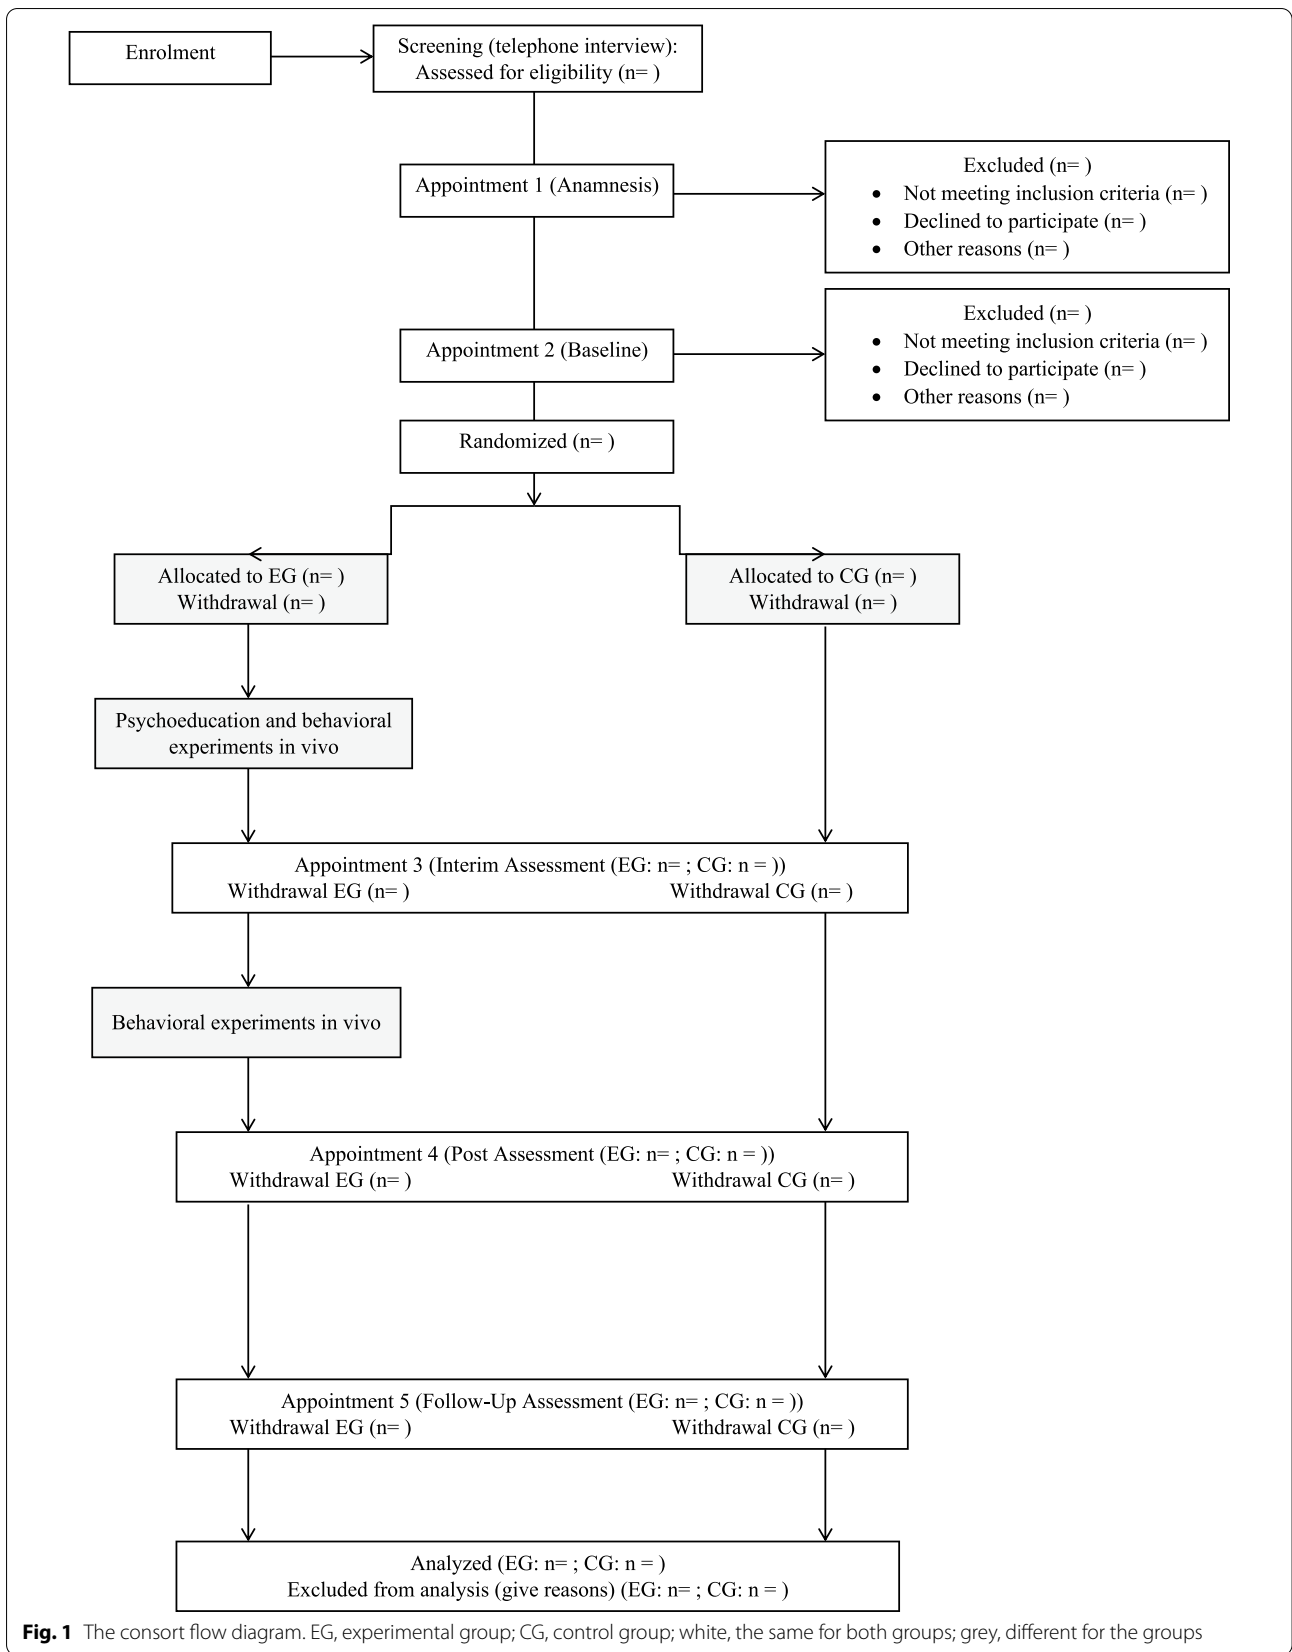 Enrolment
Screening (telephone interview):
Assessed for eligibility (n= )
Appointment 1 (Anamnesis)
Excluded (n= )
• Not meeting inclusion criteria (n= )
• Declined to participate (n= )
• Other reasons (n= )
Appointment 2 (Baseline)
Excluded (n= )
• Not meeting inclusion criteria (n= )
• Declined to participate (n= )
• Other reasons (n= )
Randomized (n= )
Allocated to EG (n= )
Withdrawal (n= )
Allocated to CG (n= )
Withdrawal (n= )
Psychoeducation and behavioral
experiments in vivo
Appointment 3 (Interim Assessment (EG: n= ; CG: n = ))
Withdrawal EG (n= ) Withdrawal CG (n= )
Behavioral experiments in vivo
Appointment 4 (Post Assessment (EG: n= ; CG: n = ))
Withdrawal EG (n= ) Withdrawal CG (n= )
Appointment 5 (Follow-Up Assessment (EG: n= ; CG: n = ))
Withdrawal EG (n= ) Withdrawal CG (n= )
Analyzed (EG: n= ; CG: n = )
Excluded from analysis (give reasons) (EG: n= ; CG: n = )
Fig. 1 The consort flow diagram. EG, experimental group; CG, control group; white, the same for both groups; grey, different for the groups